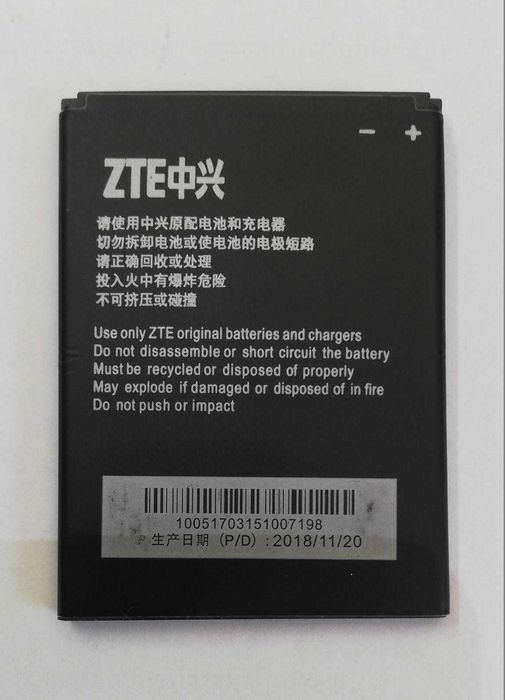 - +
ZTE中兴
请使用中兴原配电池和充电器
切勿拆卸电池或使电池的电极短路
请正确回收或处理
投入火中有爆炸危险
不可挤压或碰撞
Use only ZTE original batteries and chargers
Do not disassemble or short circuit the battery
Must be recycled or disposed of properly
May explode if damaged or disposed of in fire
Do not push or impact
10051703151007198
P 生产日期 (P/D) : 2018/11/20